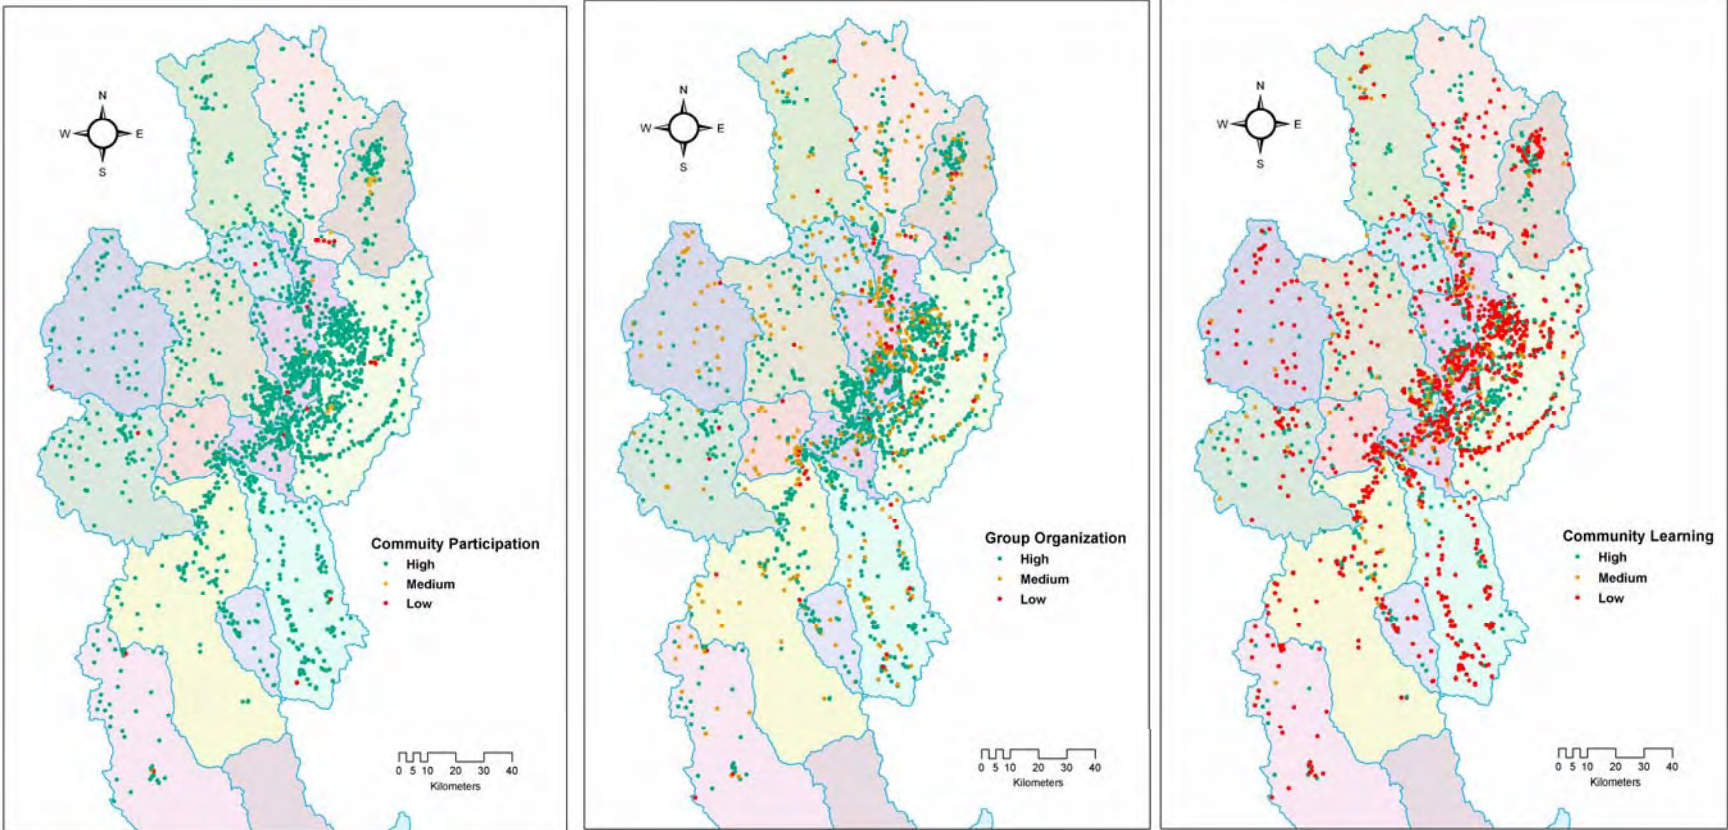 N
W E
S
Commuity Participation
High
Medium
Low
0 5 10 20 30 40
Kilometers
N
W E
S
Group Organization
High
Medium
Low
0 5 10 20 30 40
Kilometers
N
W E
S
Community Learning
High
Medium
Low
0 5 10 20 30 40
Kilometers